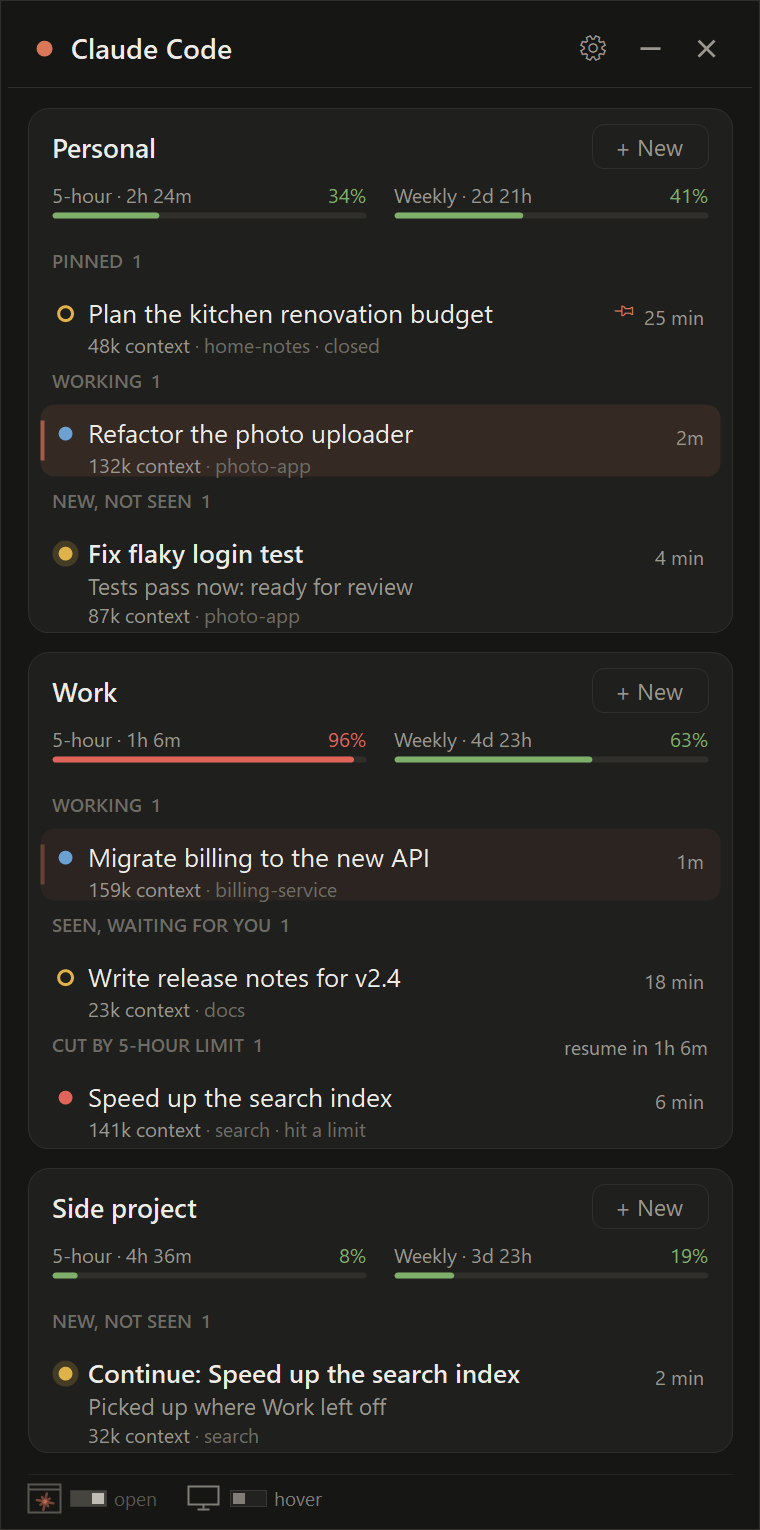 Claude Code
Personal
+ New
5-hour · 2h 24m 34% Weekly · 2d 21h 41%
PINNED 1
Plan the kitchen renovation budget 25 min
48k context · home-notes · closed
WORKING 1
Refactor the photo uploader 2m
132k context · photo-app
NEW, NOT SEEN 1
Fix flaky login test 4 min
Tests pass now: ready for review
87k context · photo-app
Work
+ New
5-hour · 1h 6m 96% Weekly · 4d 23h 63%
WORKING 1
Migrate billing to the new API 1m
159k context · billing-service
SEEN, WAITING FOR YOU 1
Write release notes for v2.4 18 min
23k context · docs
CUT BY 5-HOUR LIMIT 1 resume in 1h 6m
Speed up the search index 6 min
141k context · search · hit a limit
Side project
+ New
5-hour · 4h 36m 8% Weekly · 3d 23h 19%
NEW, NOT SEEN 1
Continue: Speed up the search index 2 min
Picked up where Work left off
32k context · search
open hover